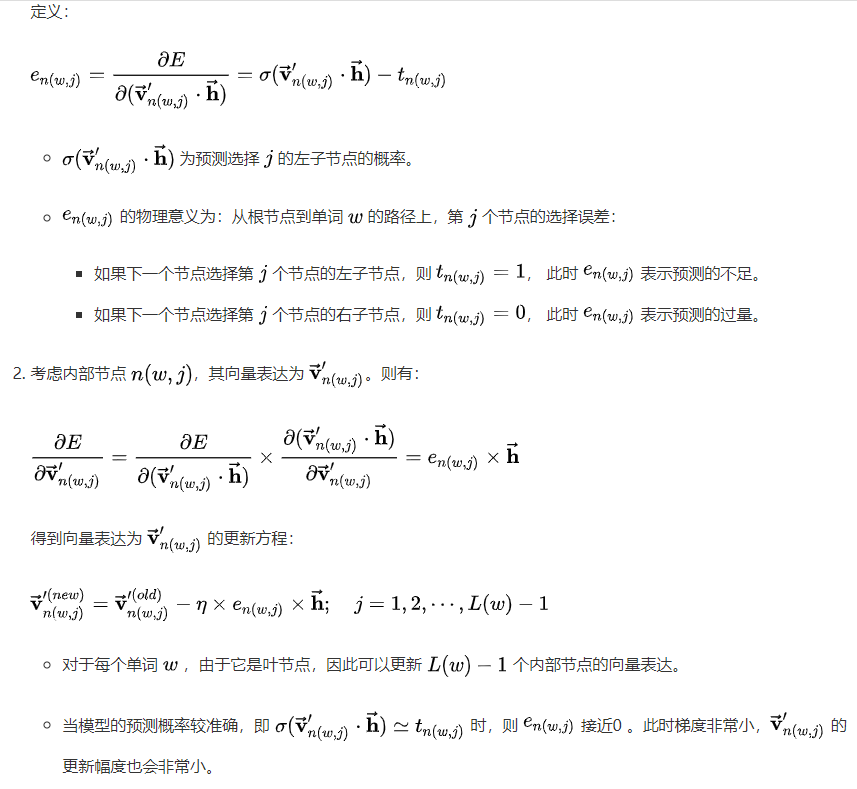 定义：
$e_{n(w,j)} = \frac{\partial E}{\partial(\vec{\mathbf{v}}'_{n(w,j)} \cdot \vec{\mathbf{h}})} = \sigma(\vec{\mathbf{v}}'_{n(w,j)} \cdot \vec{\mathbf{h}}) - t_{n(w,j)}$
○ $\sigma(\vec{\mathbf{v}}'_{n(w,j)} \cdot \vec{\mathbf{h}})$ 为预测选择 $j$ 的左子节点的概率。
○ $e_{n(w,j)}$ 的物理意义为：从根节点到单词 $w$ 的路径上，第 $j$ 个节点的选择误差：
■ 如果下一个节点选择第 $j$ 个节点的左子节点，则 $t_{n(w,j)} = 1$， 此时 $e_{n(w,j)}$ 表示预测的不足。
■ 如果下一个节点选择第 $j$ 个节点的右子节点，则 $t_{n(w,j)} = 0$， 此时 $e_{n(w,j)}$ 表示预测的过量。
2. 考虑内部节点 $n(w,j)$，其向量表达为 $\vec{\mathbf{v}}'_{n(w,j)}$。则有：
$\frac{\partial E}{\partial \vec{\mathbf{v}}'_{n(w,j)}} = \frac{\partial E}{\partial(\vec{\mathbf{v}}'_{n(w,j)} \cdot \vec{\mathbf{h}})} \times \frac{\partial(\vec{\mathbf{v}}'_{n(w,j)} \cdot \vec{\mathbf{h}})}{\partial \vec{\mathbf{v}}'_{n(w,j)}} = e_{n(w,j)} \times \vec{\mathbf{h}}$
得到向量表达为 $\vec{\mathbf{v}}'_{n(w,j)}$ 的更新方程：
$\vec{\mathbf{v}}'^{(new)}_{n(w,j)} = \vec{\mathbf{v}}'^{(old)}_{n(w,j)} - \eta \times e_{n(w,j)} \times \vec{\mathbf{h}}; \quad j = 1, 2, \cdots, L(w) - 1$
○ 对于每个单词 $w$ ，由于它是叶节点，因此可以更新 $L(w) - 1$ 个内部节点的向量表达。
○ 当模型的预测概率较准确，即 $\sigma(\vec{\mathbf{v}}'_{n(w,j)} \cdot \vec{\mathbf{h}}) \simeq t_{n(w,j)}$ 时，则 $e_{n(w,j)}$ 接近0 。此时梯度非常小，$\vec{\mathbf{v}}'_{n(w,j)}$ 的
更新幅度也会非常小。